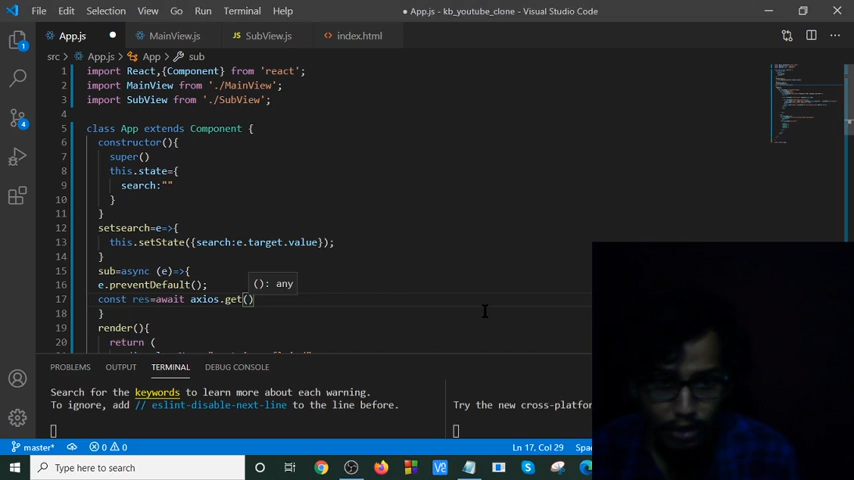 File Edit Selection View Go Run Terminal Help
● App.js - kb_youtube_clone - Visual Studio Code
App.js ●
MainView.js
SubView.js
index.html
src > App.js > App > sub
1 import React,{Component} from 'react';
2 import MainView from './MainView';
3 import SubView from './SubView';
4
5 class App extends Component {
6 constructor(){
7 super()
8 this.state={
9 search:""
10 }
11 }
12 setsearch=e=>{
13 this.setState({search:e.target.value});
14 }
15 sub=async (e)=>{
16 e.preventDefault();
(): any
17 const res=await axios.get()
18 }
19 render(){
20 return (
PROBLEMS OUTPUT TERMINAL DEBUG CONSOLE
Search for the keywords to learn more about each warning.
To ignore, add // eslint-disable-next-line to the line before.
Try the new cross-platfor
1
4
master* 0 0
Ln 17, Col 29
Spac
Type here to search